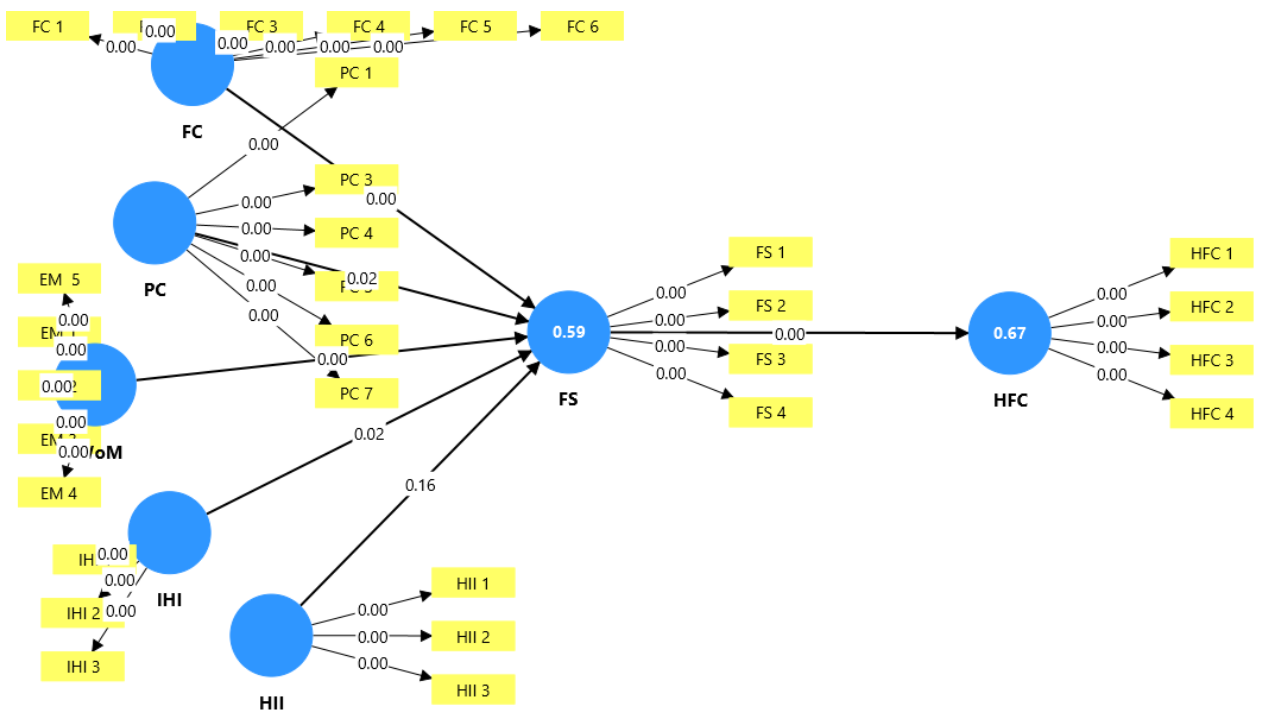 FC 1
FC 3
FC 4
FC 5
FC 6
0.00
0.00
0.00
0.00
0.00
0.00
PC 1
FC
0.00
PC 3
0.00
0.00
0.00
PC 4
0.00
0.00
0.02
PC
EM 5
0.00
0.00
0.00
PC 6
0.00
0.00
PC 7
0.00
0.00
EM 4
0.59
FS
FS 1
FS 2
FS 3
FS 4
0.00
0.00
0.00
0.00
0.00
0.67
HFC
HFC 1
HFC 2
HFC 3
HFC 4
0.00
0.00
0.00
0.00
0.02
0.16
0.00
0.00
IHI 2
0.00
IHI 3
IHI
HII 1
HII 2
HII 3
0.00
0.00
0.00
HII